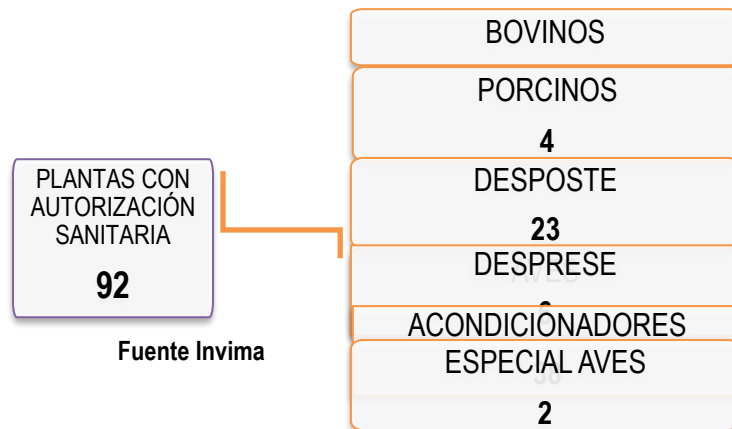 PLANTAS CON
AUTORIZACIÓN
SANITARIA
92
Fuente Invima
BOVINOS
PORCINOS
4
DESPOSTE
23
DESPRESE
ACONDICIONADORES
ESPECIAL AVES
2